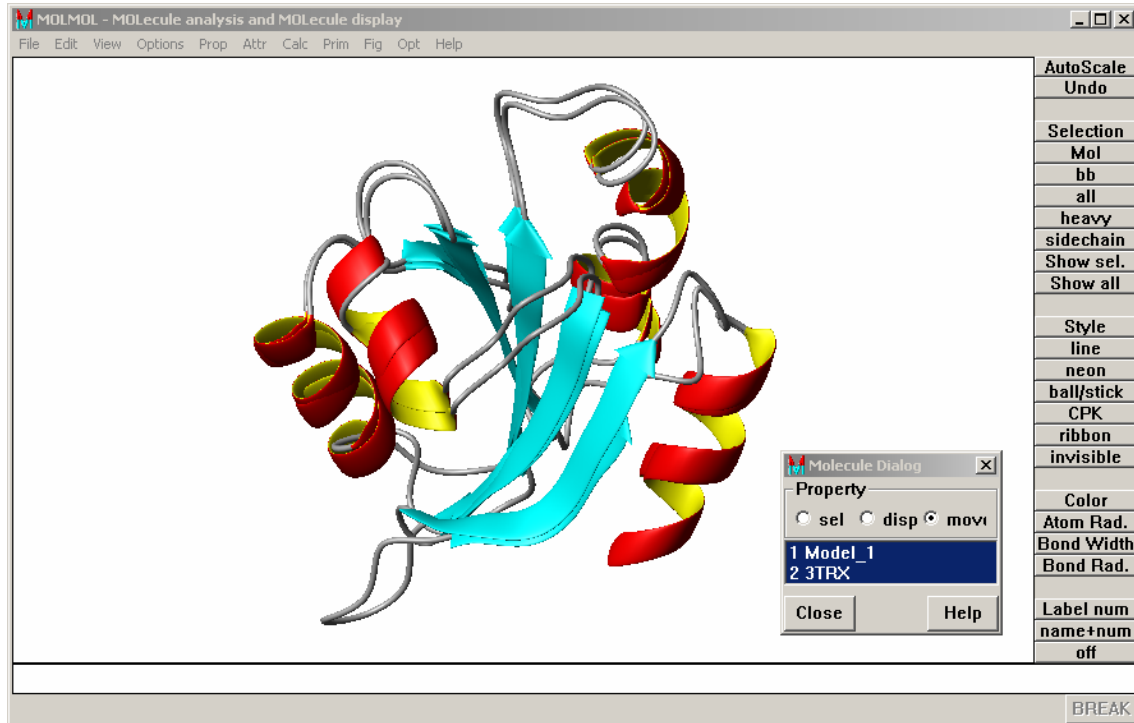 MOLMOL - MOLecule analysis and MOLecule display
File Edit View Options Prop Attr Calc Prim Fig Opt Help
AutoScale
Undo
Selection
Mol
bb
all
heavy
sidechain
Show sel.
Show all
Style
line
neon
ball/stick
CPK
ribbon
invisible
Color
Atom Rad.
Bond Width
Bond Rad.
Label num
name+num
off
Molecule Dialog
Property
sel disp move
1 Model_1
2 3TRX
Close Help
BREAK